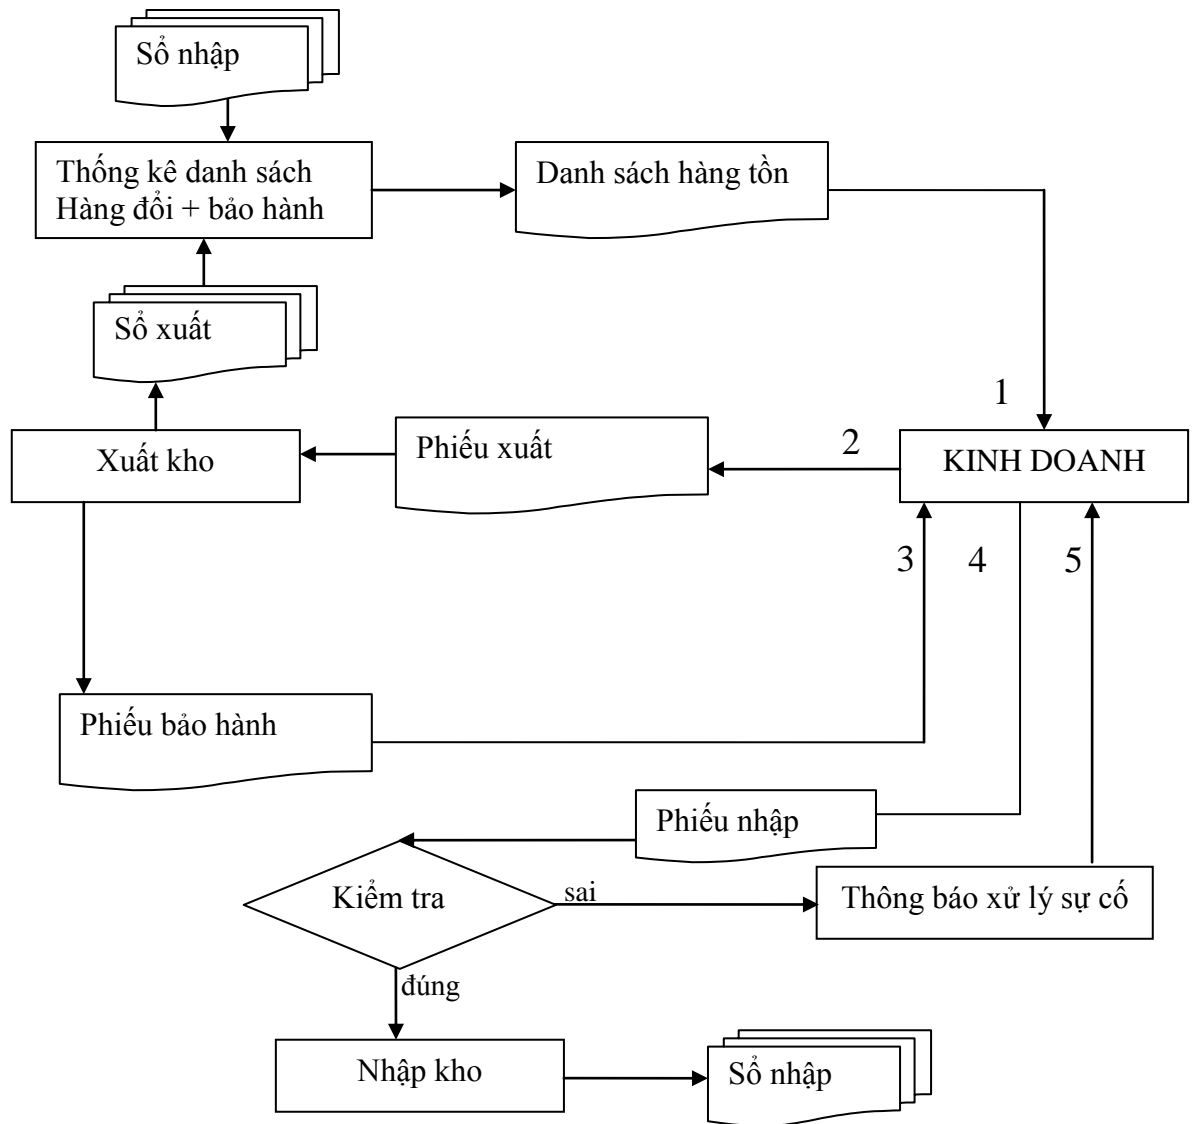 Sổ nhập
Thống kê danh sách
Hàng đổi + bảo hành
Danh sách hàng tồn
Sổ xuất
1
Xuất kho
Phiếu xuất
2
KINH DOANH
3
4
5
Phiếu bảo hành
Phiếu nhập
Kiểm tra
sai
Thông báo xử lý sự cố
đúng
Nhập kho
Sổ nhập